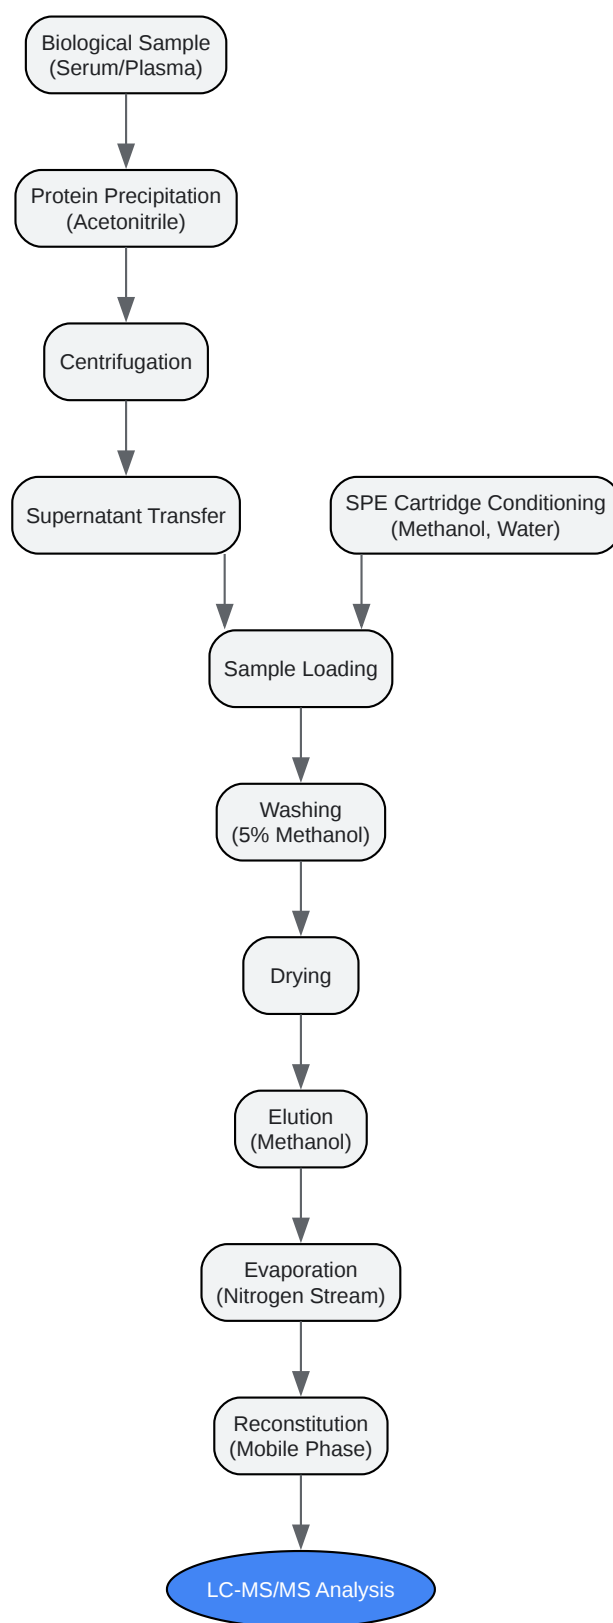 Biological Sample
(Serum/Plasma)
Protein Precipitation
(Acetonitrile)
Centrifugation
Supernatant Transfer
SPE Cartridge Conditioning
(Methanol, Water)
Sample Loading
Washing
(5% Methanol)
Drying
Elution
(Methanol)
Evaporation
(Nitrogen Stream)
Reconstitution
(Mobile Phase)
LC-MS/MS Analysis